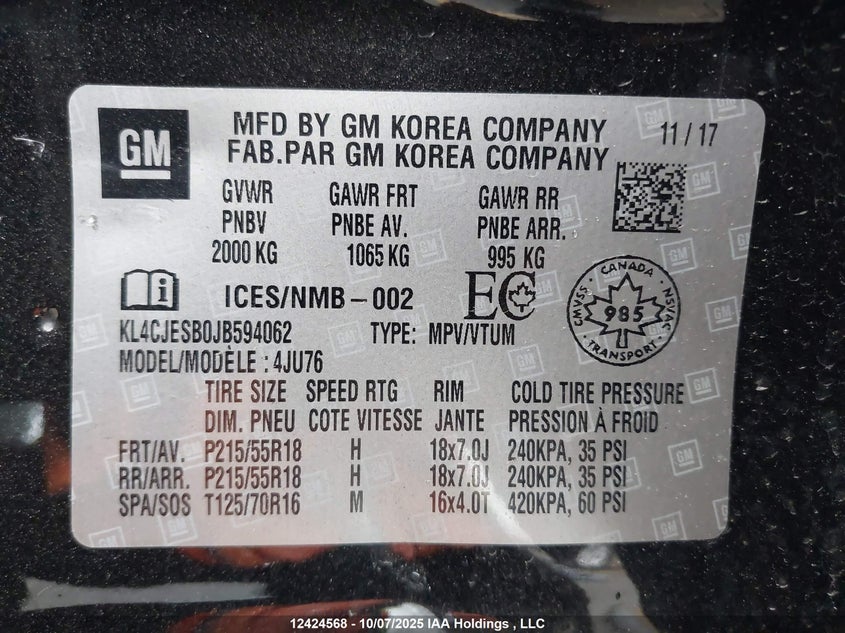 GM
MFD BY GM KOREA COMPANY 11/17
FAB.PAR GM KOREA COMPANY
GVWR GAWR FRT GAWR RR
PNBV PNBE AV. PNBE ARR.
2000 KG 1065 KG 995 KG
ICES/NMB-002 EC
CANADA
CMVSS 985 NSVAC
TRANSPORT
KL4CJESB0JB594062 TYPE: MPV/VTUM
MODEL/MODÈLE : 4JU76
TIRE SIZE SPEED RTG RIM COLD TIRE PRESSURE
DIM. PNEU COTE VITESSE JANTE PRESSION À FROID
FRT/AV. P215/55R18 H 18x7.0J 240KPA, 35 PSI
RR/ARR. P215/55R18 H 18x7.0J 240KPA, 35 PSI
SPA/SOS T125/70R16 M 16x4.0T 420KPA, 60 PSI
12424568 - 10/07/2025 IAA Holdings , LLC